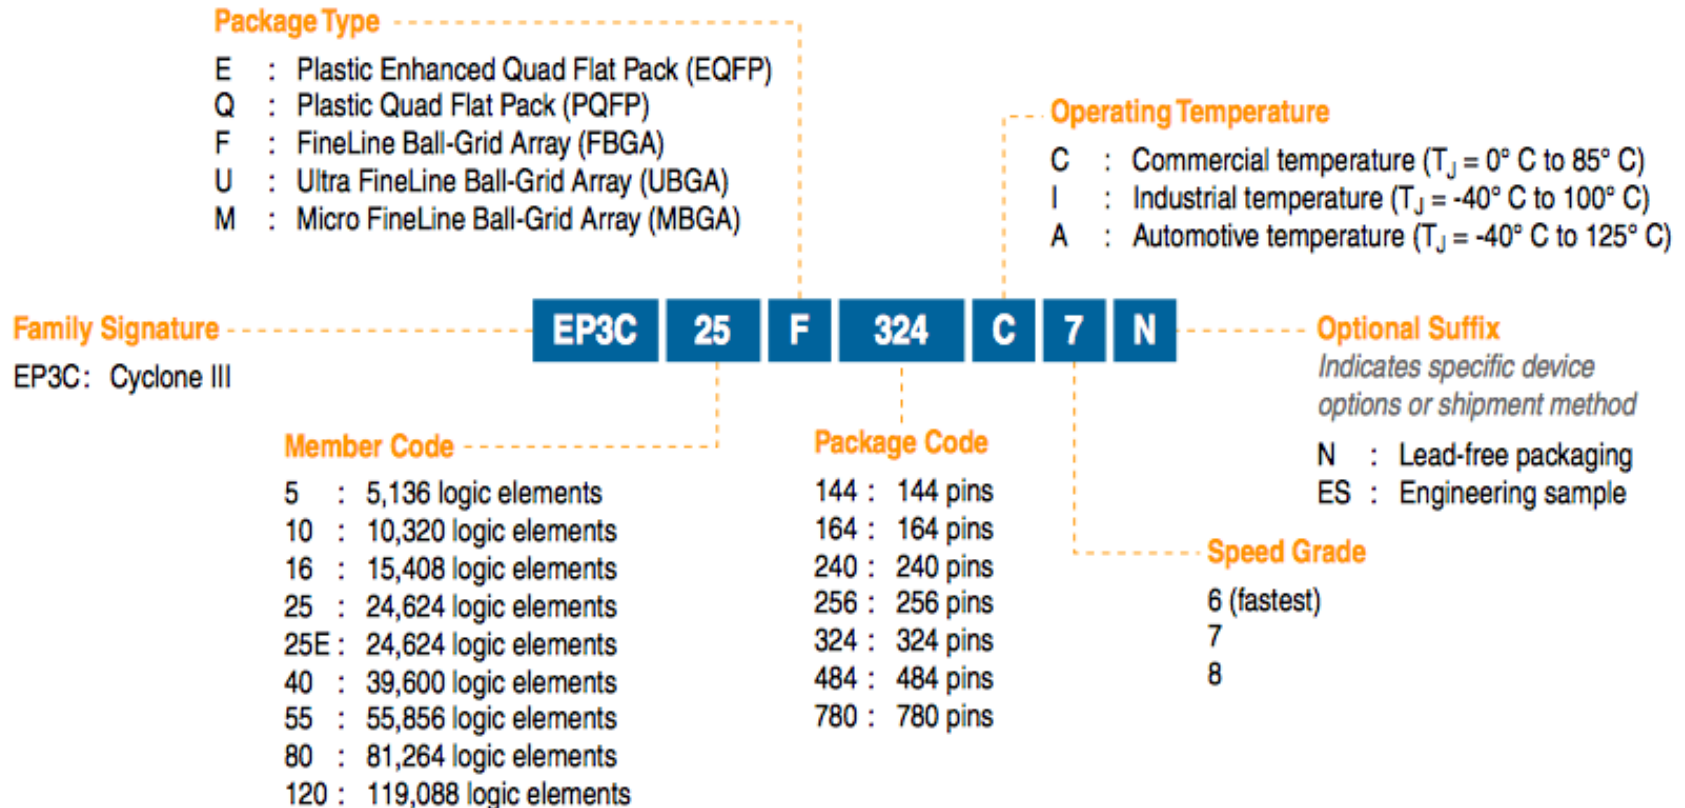 Package Type
E : Plastic Enhanced Quad Flat Pack (EQFP)
Q : Plastic Quad Flat Pack (PQFP)
F : FineLine Ball-Grid Array (FBGA)
U : Ultra FineLine Ball-Grid Array (UBGA)
M : Micro FineLine Ball-Grid Array (MBGA)
Operating Temperature
C : Commercial temperature (TJ = 0° C to 85° C)
I : Industrial temperature (TJ = -40° C to 100° C)
A : Automotive temperature (TJ = -40° C to 125° C)
Family Signature
EP3C: Cyclone III
EP3C 25 F 324 C 7 N
Optional Suffix
Indicates specific device
options or shipment method
N : Lead-free packaging
ES : Engineering sample
Member Code
5 : 5,136 logic elements
10 : 10,320 logic elements
16 : 15,408 logic elements
25 : 24,624 logic elements
25E : 24,624 logic elements
40 : 39,600 logic elements
55 : 55,856 logic elements
80 : 81,264 logic elements
120 : 119,088 logic elements
Package Code
144 : 144 pins
164 : 164 pins
240 : 240 pins
256 : 256 pins
324 : 324 pins
484 : 484 pins
780 : 780 pins
Speed Grade
6 (fastest)
7
8